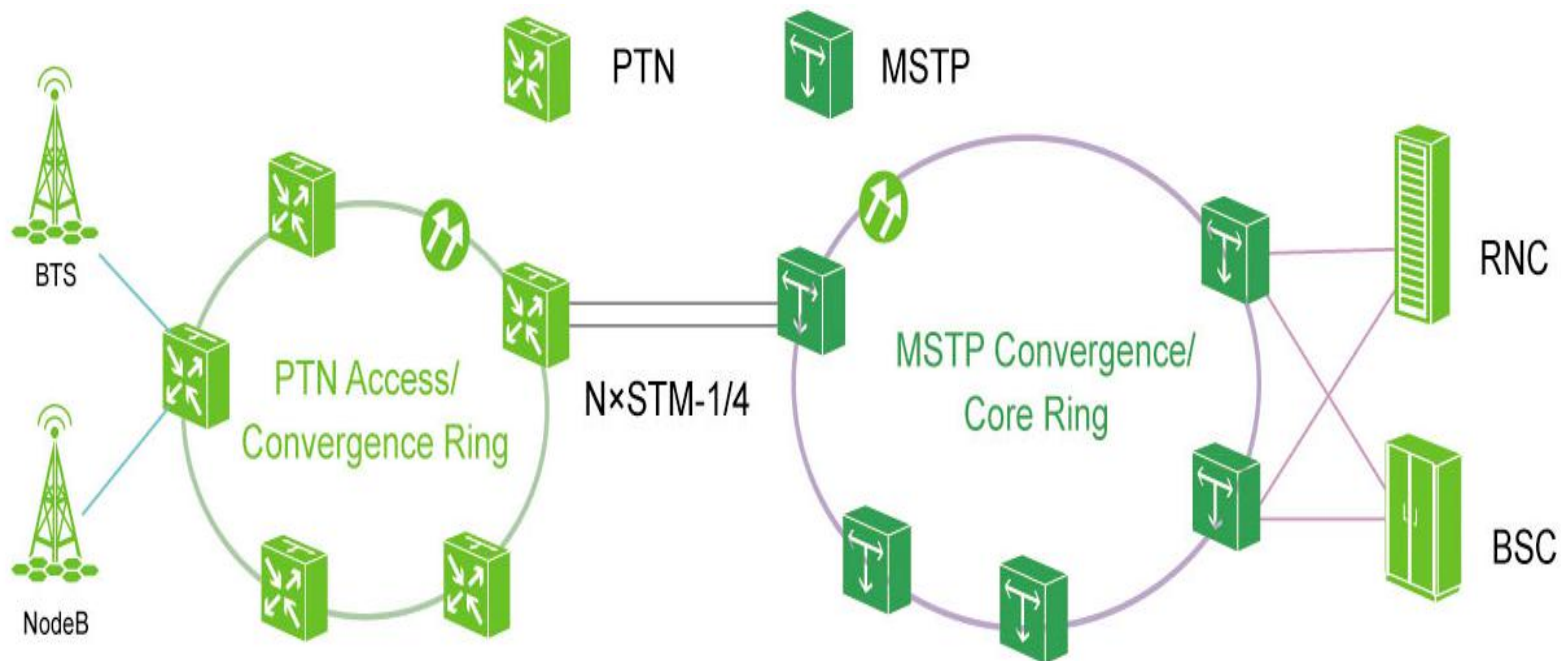 PTN
MSTP
BTS
RNC
PTN Access/
Convergence Ring
N×STM-1/4
MSTP Convergence/
Core Ring
NodeB
BSC